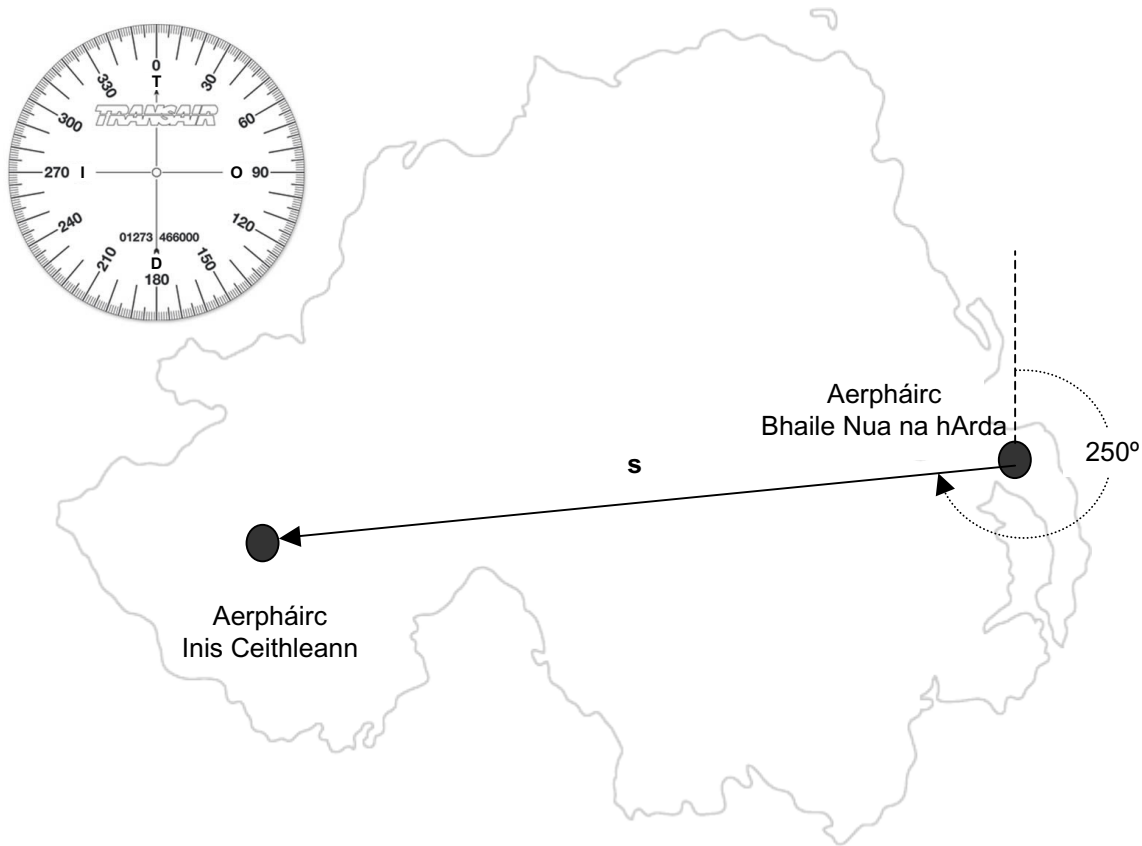 0
30
60
90
120
150
180
210
240
270
300
330
T
TRANSAIR
I
O
01273 466000
D
Aerpháirc
Bhaile Nua na hArda
250º
s
Aerpháirc
Inis Ceithleann